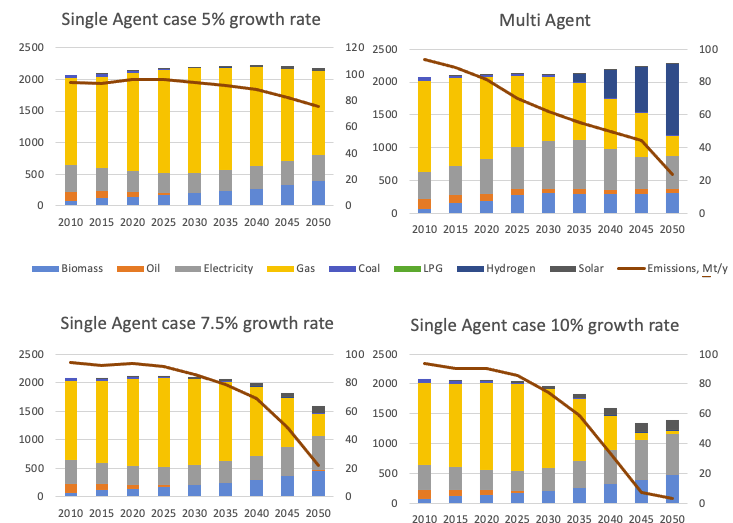 Single Agent case 5% growth rate
Multi Agent
2500 120
2000 100
1500 80
1000 60
500 40
0 20
0
2010 2015 2020 2025 2030 2035 2040 2045 2050
2500 100
2000 80
1500 60
1000 40
500 20
0 0
2010 2015 2020 2025 2030 2035 2040 2045 2050
Biomass Oil Electricity Gas Coal LPG Hydrogen Solar Emissions, Mt/y
Single Agent case 7.5% growth rate
Single Agent case 10% growth rate
2500 100
2000 80
1500 60
1000 40
500 20
0 0
2010 2015 2020 2025 2030 2035 2040 2045 2050
2500 100
2000 80
1500 60
1000 40
500 20
0 0
2010 2015 2020 2025 2030 2035 2040 2045 2050